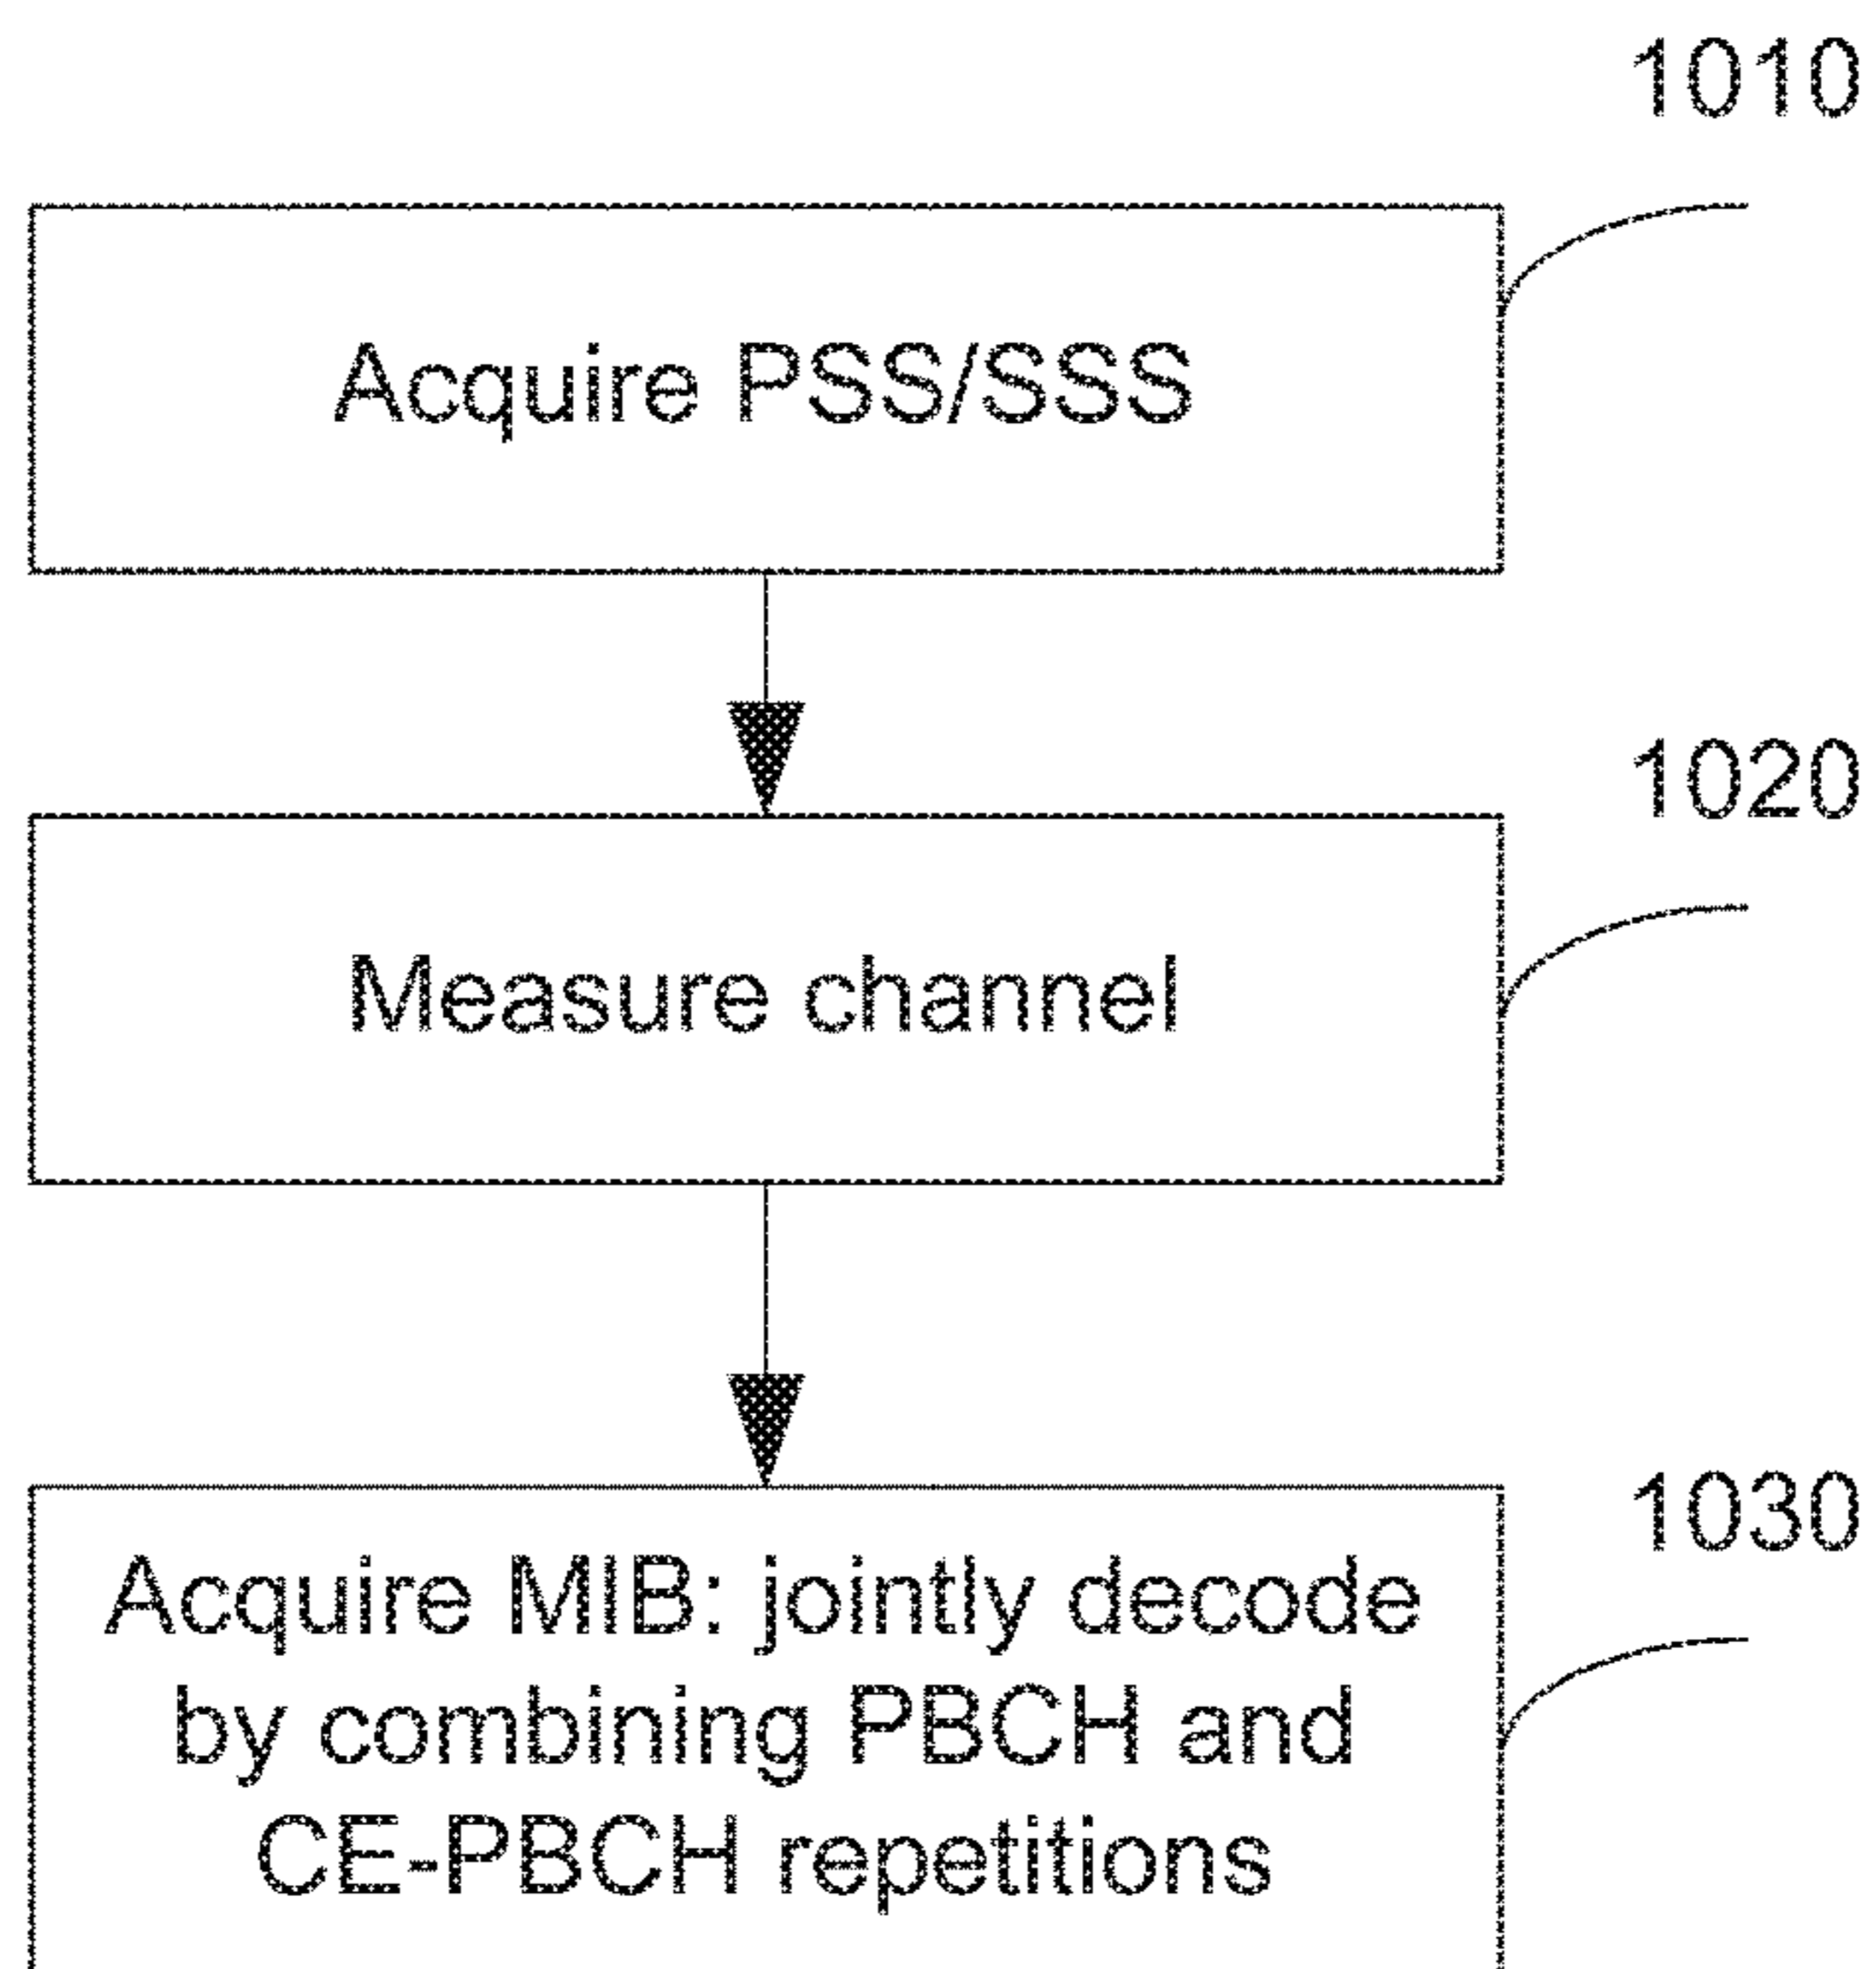 1010
Acquire PSS/SSS
1020
Measure channel
1030
Acquire MIB: jointly decode
by combining PBCH and
CE-PBCH repetitions